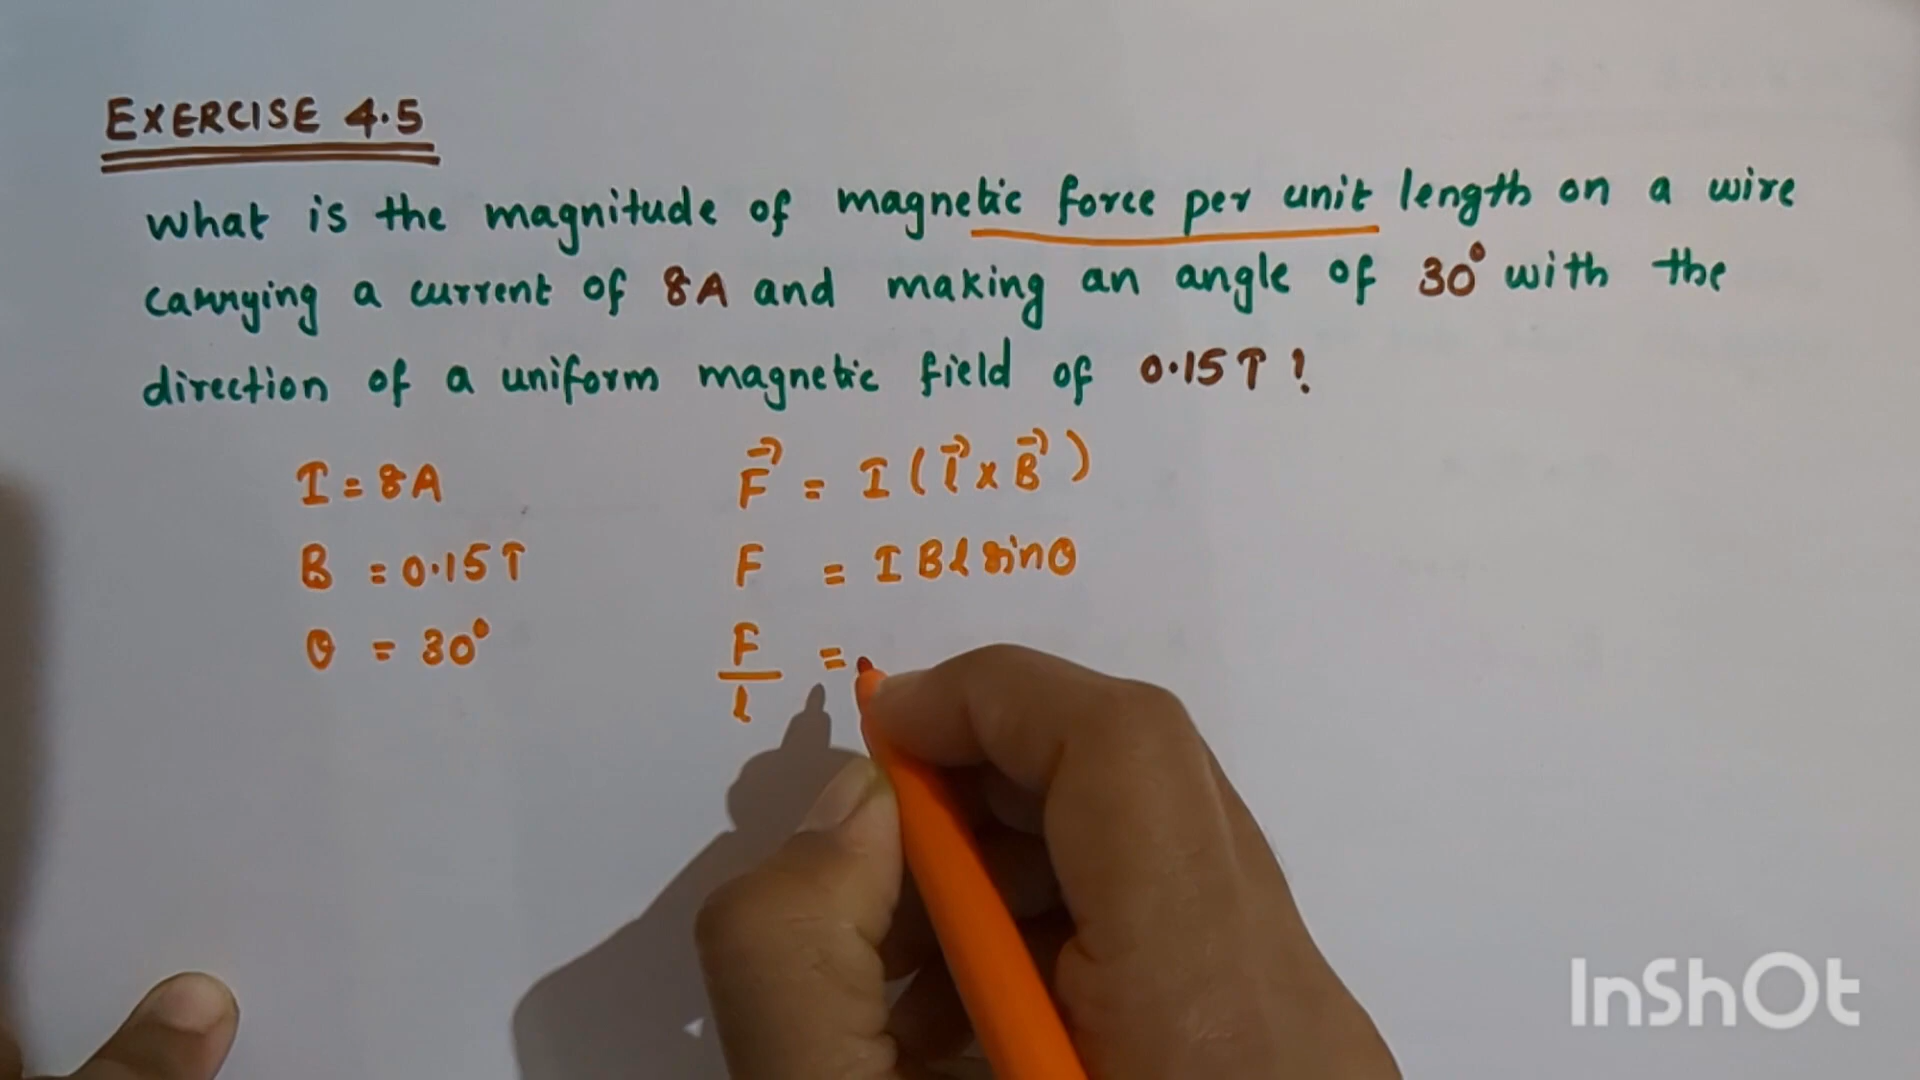 EXERCISE 4.5
What is the magnitude of magnetic force per unit length on a wire
carrying a current of 8A and making an angle of 30° with the
direction of a uniform magnetic field of 0.15T?
I = 8A
B = 0.15T
θ = 30°
F⃗ = I (l⃗ × B⃗)
F = I B l sinθ
F/l =
InShOt